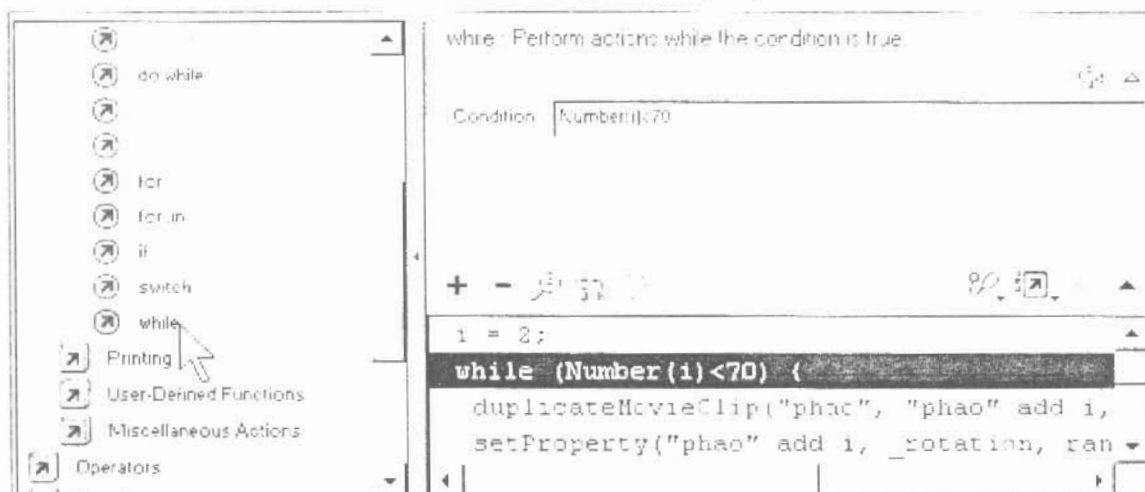 do while
for
for in
if
switch
while
Printing
User-Defined Functions
Miscellaneous Actions
Operators
while : Perform actions while the condition is true
Condition Number(i)<70
i = 2;
while (Number(i)<70) {
duplicateMovieClip("phao", "phao" add i,
setProperty("phao" add i, _rotation, ran